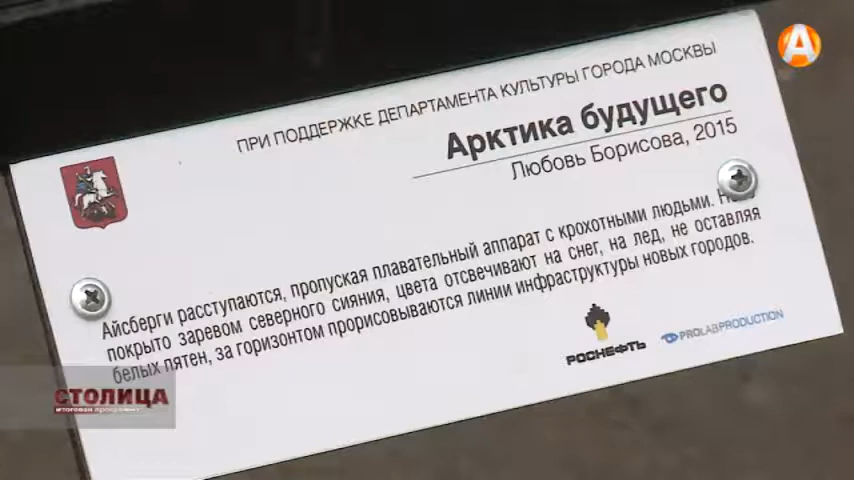 А
ПРИ ПОДДЕРЖКЕ ДЕПАРТАМЕНТА КУЛЬТУРЫ ГОРОДА МОСКВЫ
Арктика будущего
Любовь Борисова, 2015
Айсберги расступаются, пропуская плавательный аппарат с крохотными людьми.
покрыто заревом северного сияния, цвета отсвечивают на снег, на лед, не оставляя
белых пятен, за горизонтом прорисовываются линии инфраструктуры новых городов.
РОСНЕФТЬ
PROLABPRODUCTION
СТОЛИЦА
итоговая программа